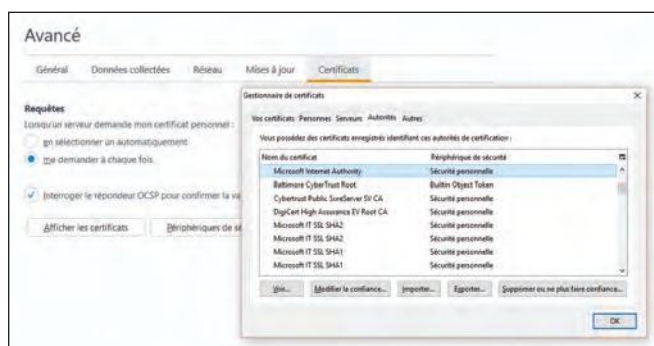 Avancé
Général Données collectées Réseau Mises à jour Certificats
Requêtes
Lorsqu'un serveur demande mon certificat personnel :
en sélectionner un automatiquement
me demander à chaque fois
Interroger le répondeur OCSP pour confirmer la va
Afficher les certificats Périphériques de sé
Gestionnaire de certificats
Vos certificats Personnes Serveurs Autorités Autres
Vous possédez des certificats enregistrés identifiant ces autorités de certification :
Nom du certificat Périphérique de sécurité
Microsoft Internet Authority Sécurité personnelle
Baltimore CyberTrust Root Builtin Object Token
Cybertrust Public SureServer SV CA Sécurité personnelle
DigiCert High Assurance EV Root CA Sécurité personnelle
Microsoft IT SSL SHA2 Sécurité personnelle
Microsoft IT SSL SHA2 Sécurité personnelle
Microsoft IT SSL SHA1 Sécurité personnelle
Microsoft IT SSL SHA1 Sécurité personnelle
Voir... Modifier la confiance... Importer... Exporter... Supprimer ou ne plus faire confiance...
OK